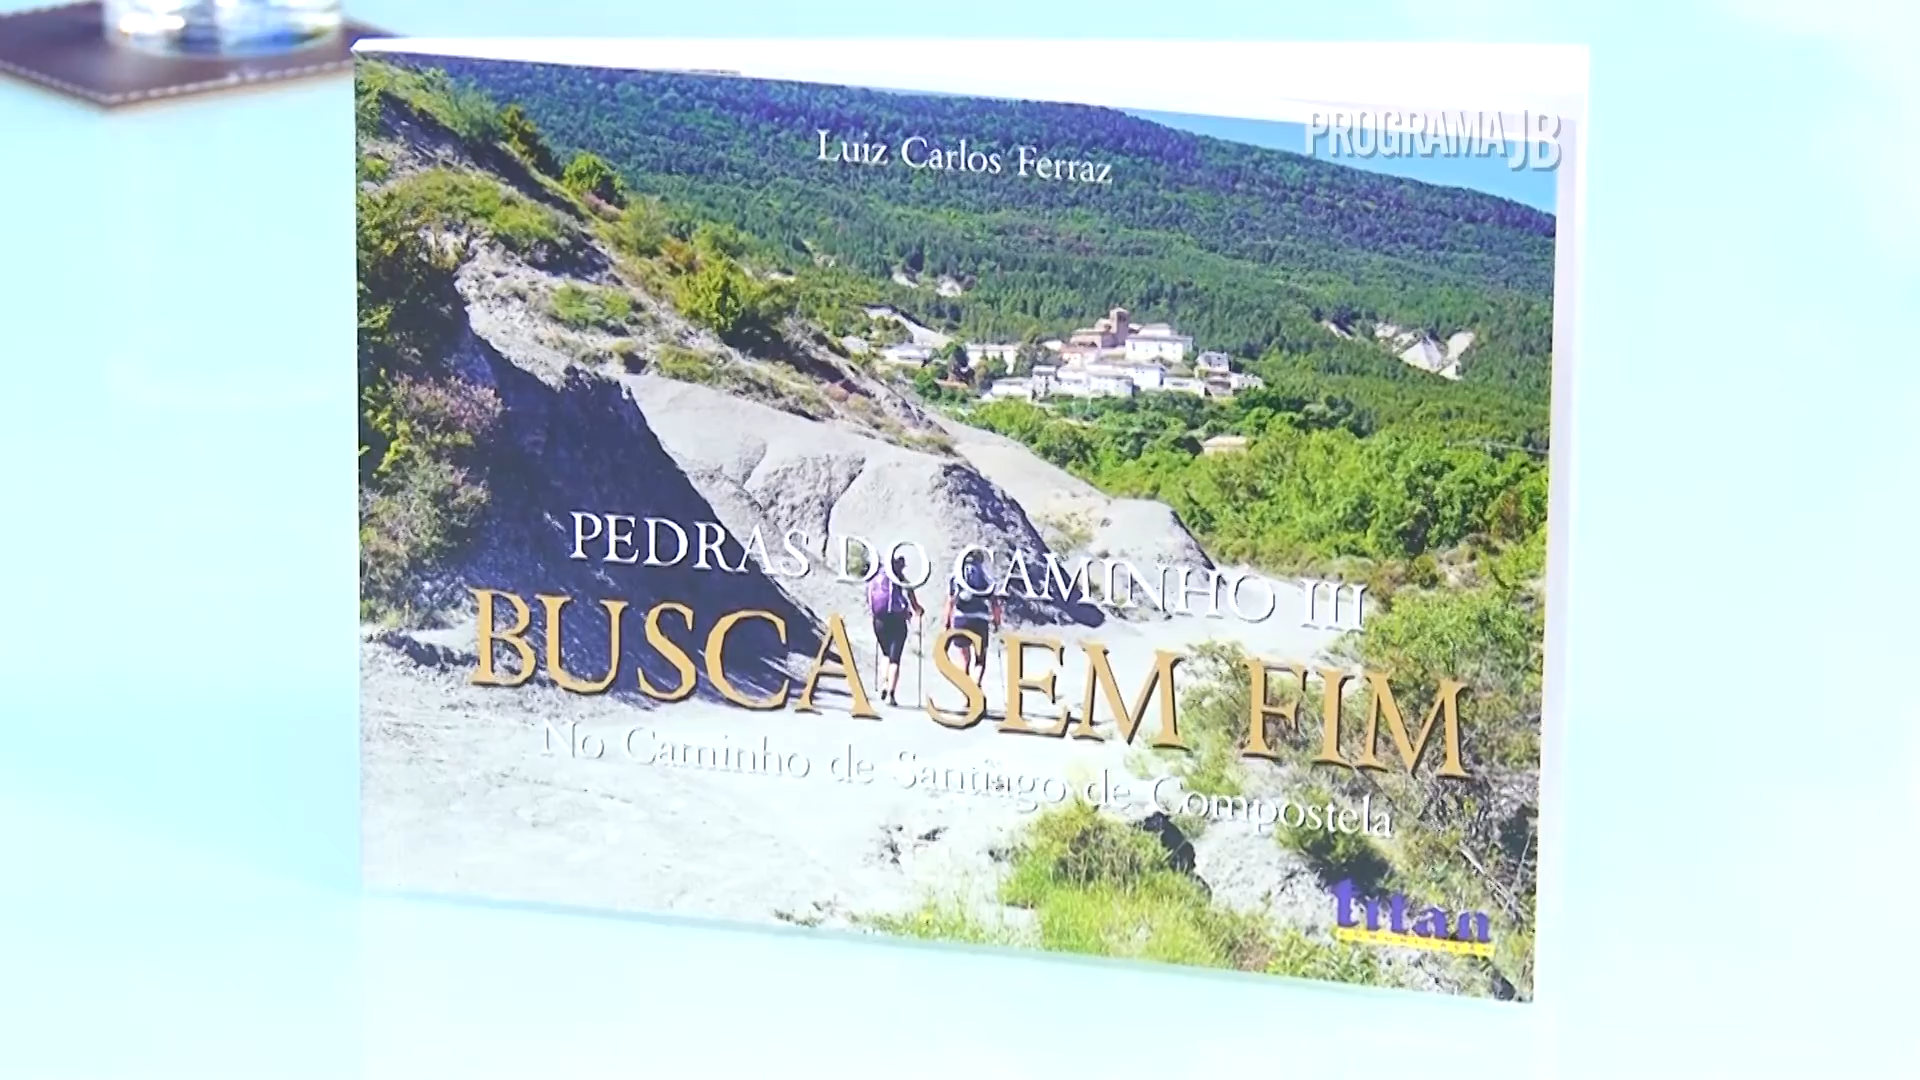 PROGRAMA JB
Luiz Carlos Ferraz
PEDRAS DO CAMINHO III
BUSCA SEM FIM
No Caminho de Santiago de Compostela
titan
COMUNICAÇÃO